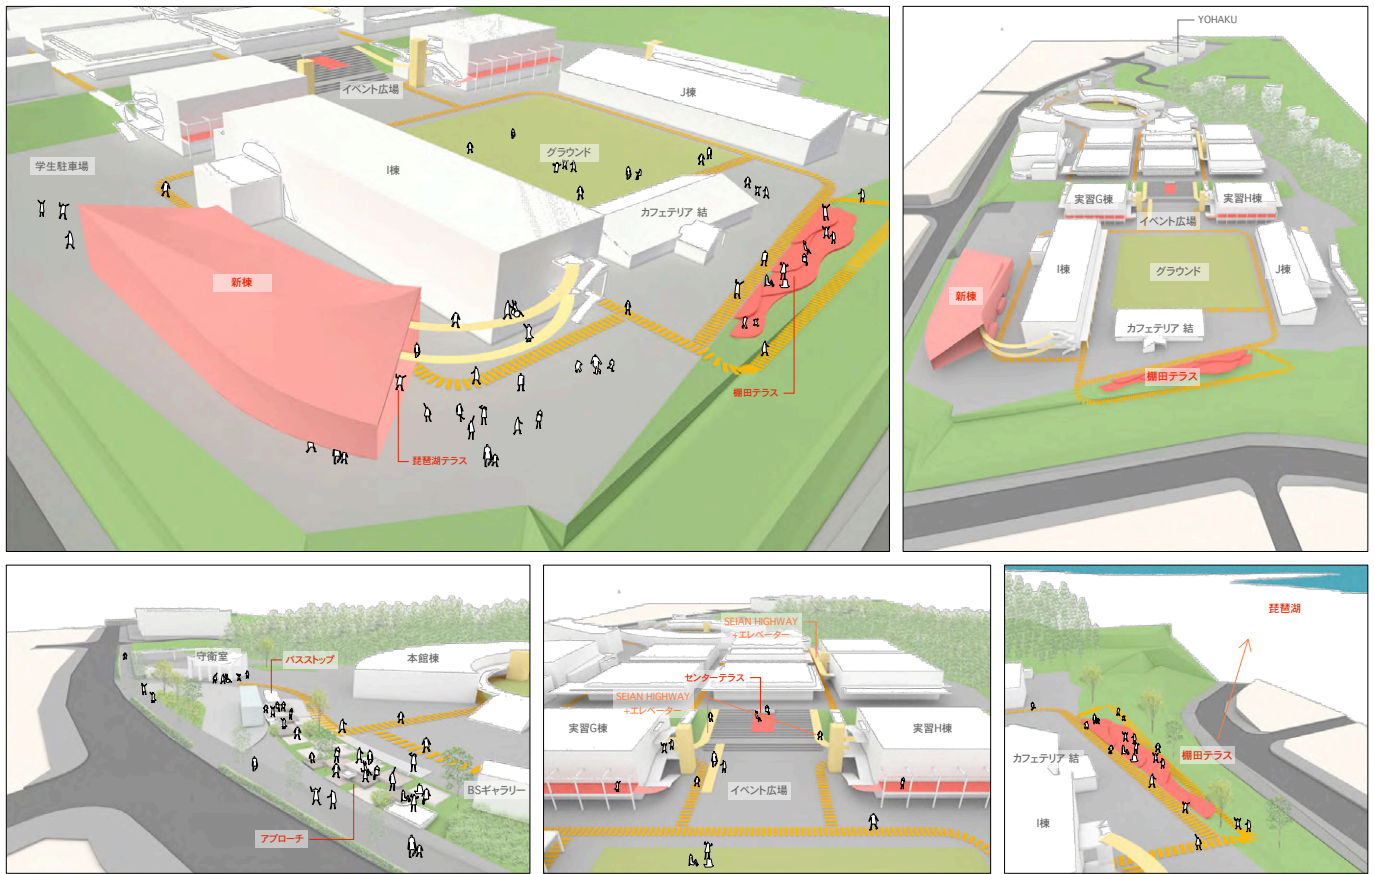 イベント広場
J棟
学生駐車場
I棟
グラウンド
カフェテリア 結
新棟
棚田テラス
琵琶湖テラス
YOHAKU
実習G棟
実習H棟
イベント広場
I棟
グラウンド
J棟
新棟
カフェテリア 結
棚田テラス
守衛室
バスストップ
本館棟
BSギャラリー
アプローチ
SEIAN HIGHWAY
+エレベーター
センターテラス
SEIAN HIGHWAY
+エレベーター
実習G棟
実習H棟
イベント広場
琵琶湖
棚田テラス
カフェテリア 結
I棟